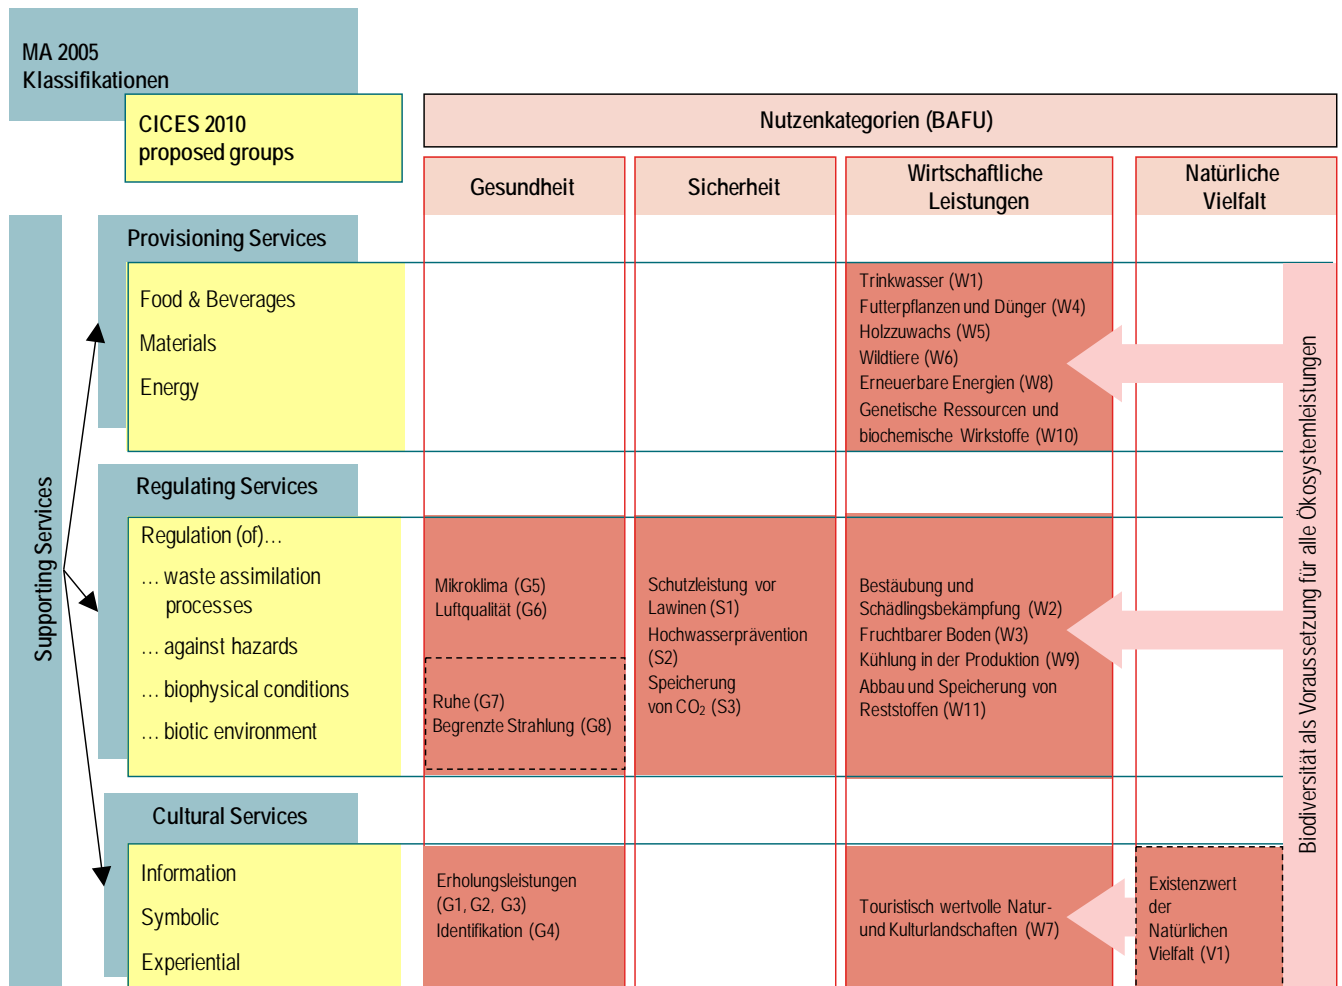 MA 2005
Klassifikationen
CICES 2010
proposed groups
Nutzenkategorien (BAFU)
Gesundheit
Sicherheit
Wirtschaftliche
Leistungen
Natürliche
Vielfalt
Supporting Services
Provisioning Services
Food & Beverages
Materials
Energy
Trinkwasser (W1)
Futterpflanzen und Dünger (W4)
Holzzuwachs (W5)
Wildtiere (W6)
Erneuerbare Energien (W8)
Genetische Ressourcen und
biochemische Wirkstoffe (W10)
Regulating Services
Regulation (of)…
… waste assimilation
processes
… against hazards
… biophysical conditions
… biotic environment
Mikroklima (G5)
Luftqualität (G6)
Ruhe (G7)
Begrenzte Strahlung (G8)
Schutzleistung vor
Lawinen (S1)
Hochwasserprävention
(S2)
Speicherung
von CO₂ (S3)
Bestäubung und
Schädlingsbekämpfung (W2)
Fruchtbarer Boden (W3)
Kühlung in der Produktion (W9)
Abbau und Speicherung von
Reststoffen (W11)
Cultural Services
Information
Symbolic
Experiential
Erholungsleistungen
(G1, G2, G3)
Identifikation (G4)
Touristisch wertvolle Natur-
und Kulturlandschaften (W7)
Existenzwert
der
Natürlichen
Vielfalt (V1)
Biodiversität als Voraussetzung für alle Ökosystemleistungen